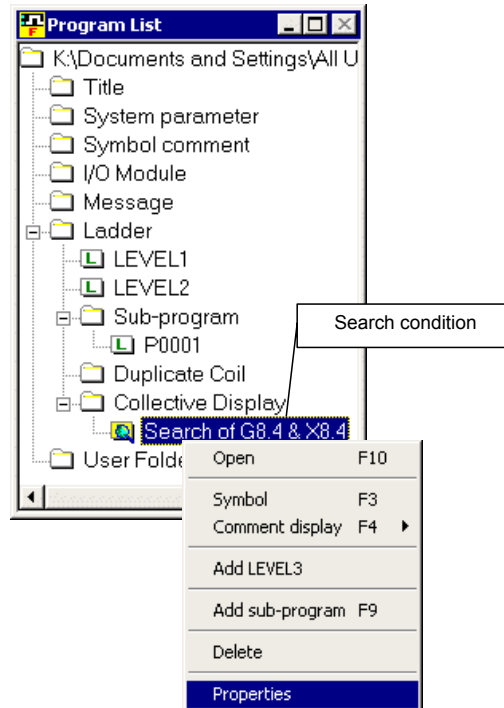 Program List
K:\Documents and Settings\All U
Title
System parameter
Symbol comment
I/O Module
Message
Ladder
L LEVEL1
L LEVEL2
Sub-program
L P0001
Duplicate Coil
Collective Display
Search of G8.4 & X8.4
User Folde
Search condition
Open F10
Symbol F3
Comment display F4
Add LEVEL3
Add sub-program F9
Delete
Properties